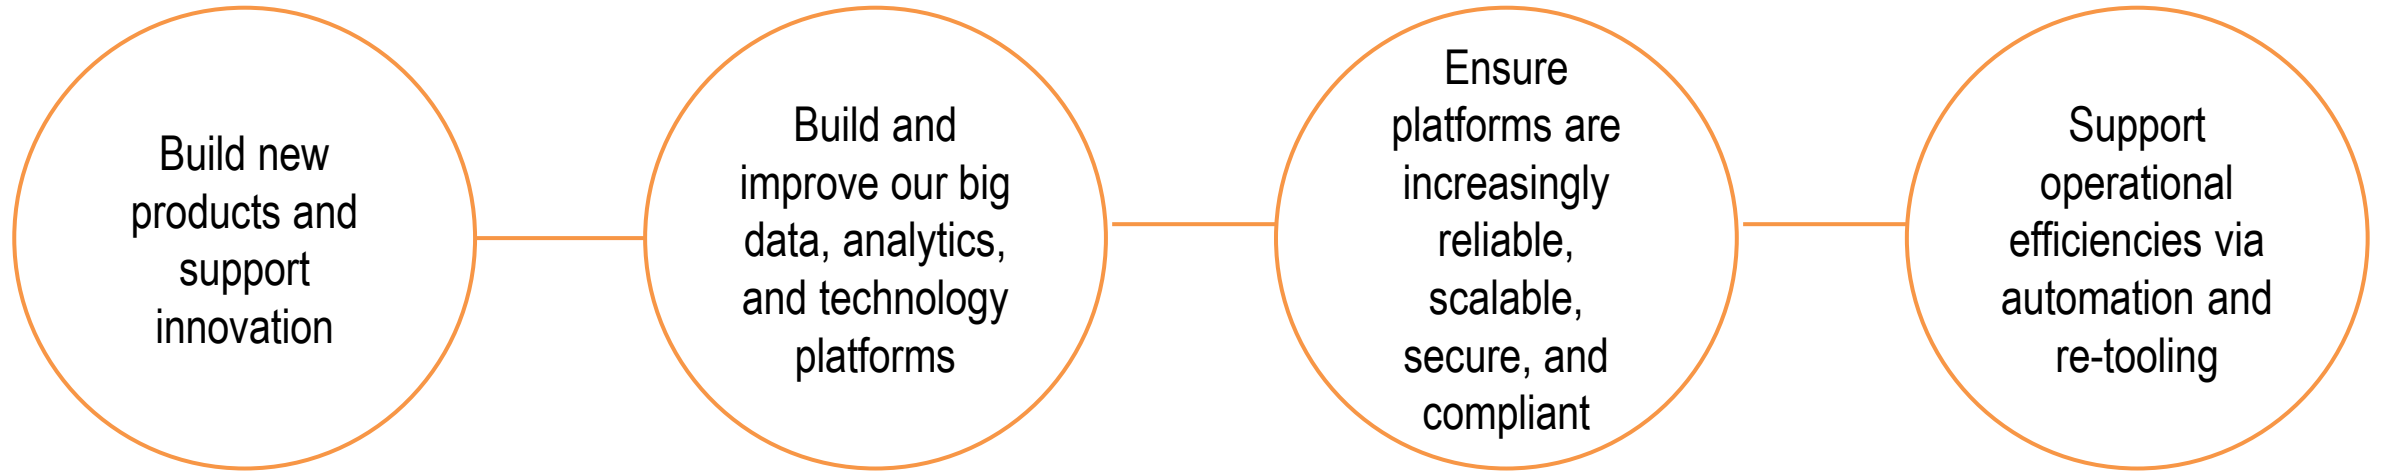 Build new
products and
support
innovation
Build and
improve our big
data, analytics,
and technology
platforms
Ensure
platforms are
increasingly
reliable,
scalable,
secure, and
compliant
Support
operational
efficiencies via
automation and
re-tooling